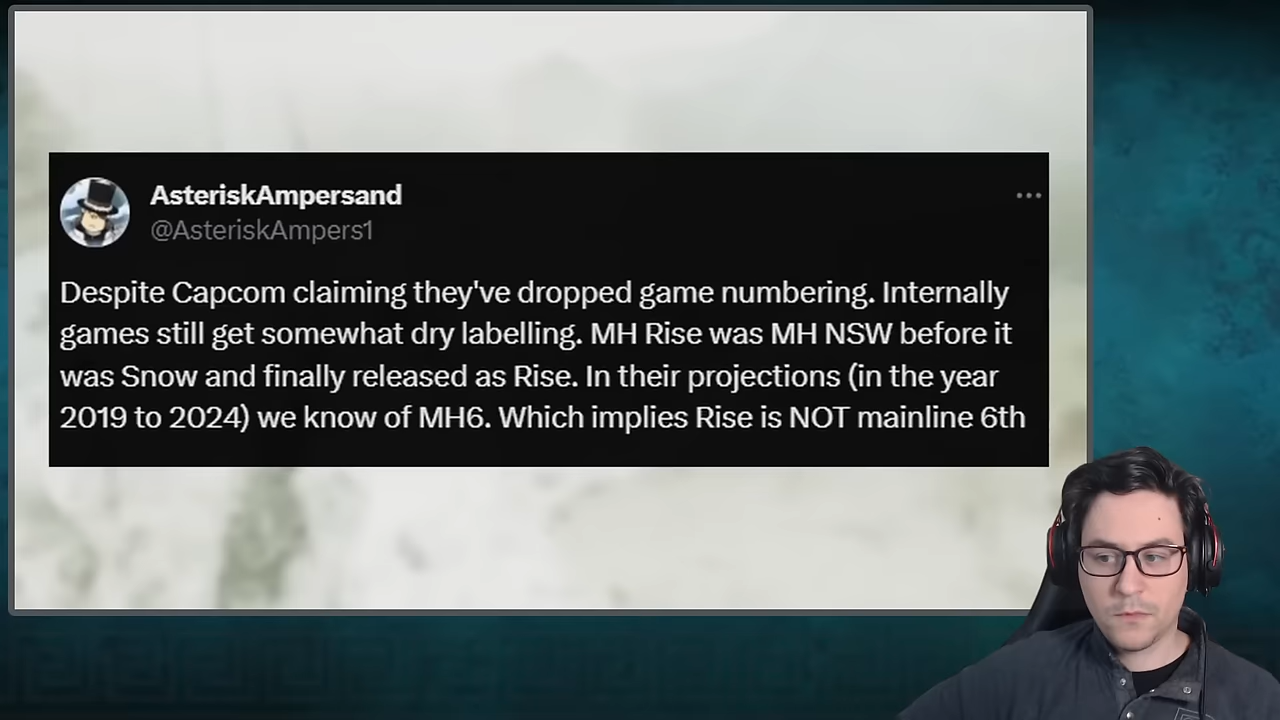 AsteriskAmpersand
@AsteriskAmpers1
Despite Capcom claiming they've dropped game numbering. Internally
games still get somewhat dry labelling. MH Rise was MH NSW before it
was Snow and finally released as Rise. In their projections (in the year
2019 to 2024) we know of MH6. Which implies Rise is NOT mainline 6th